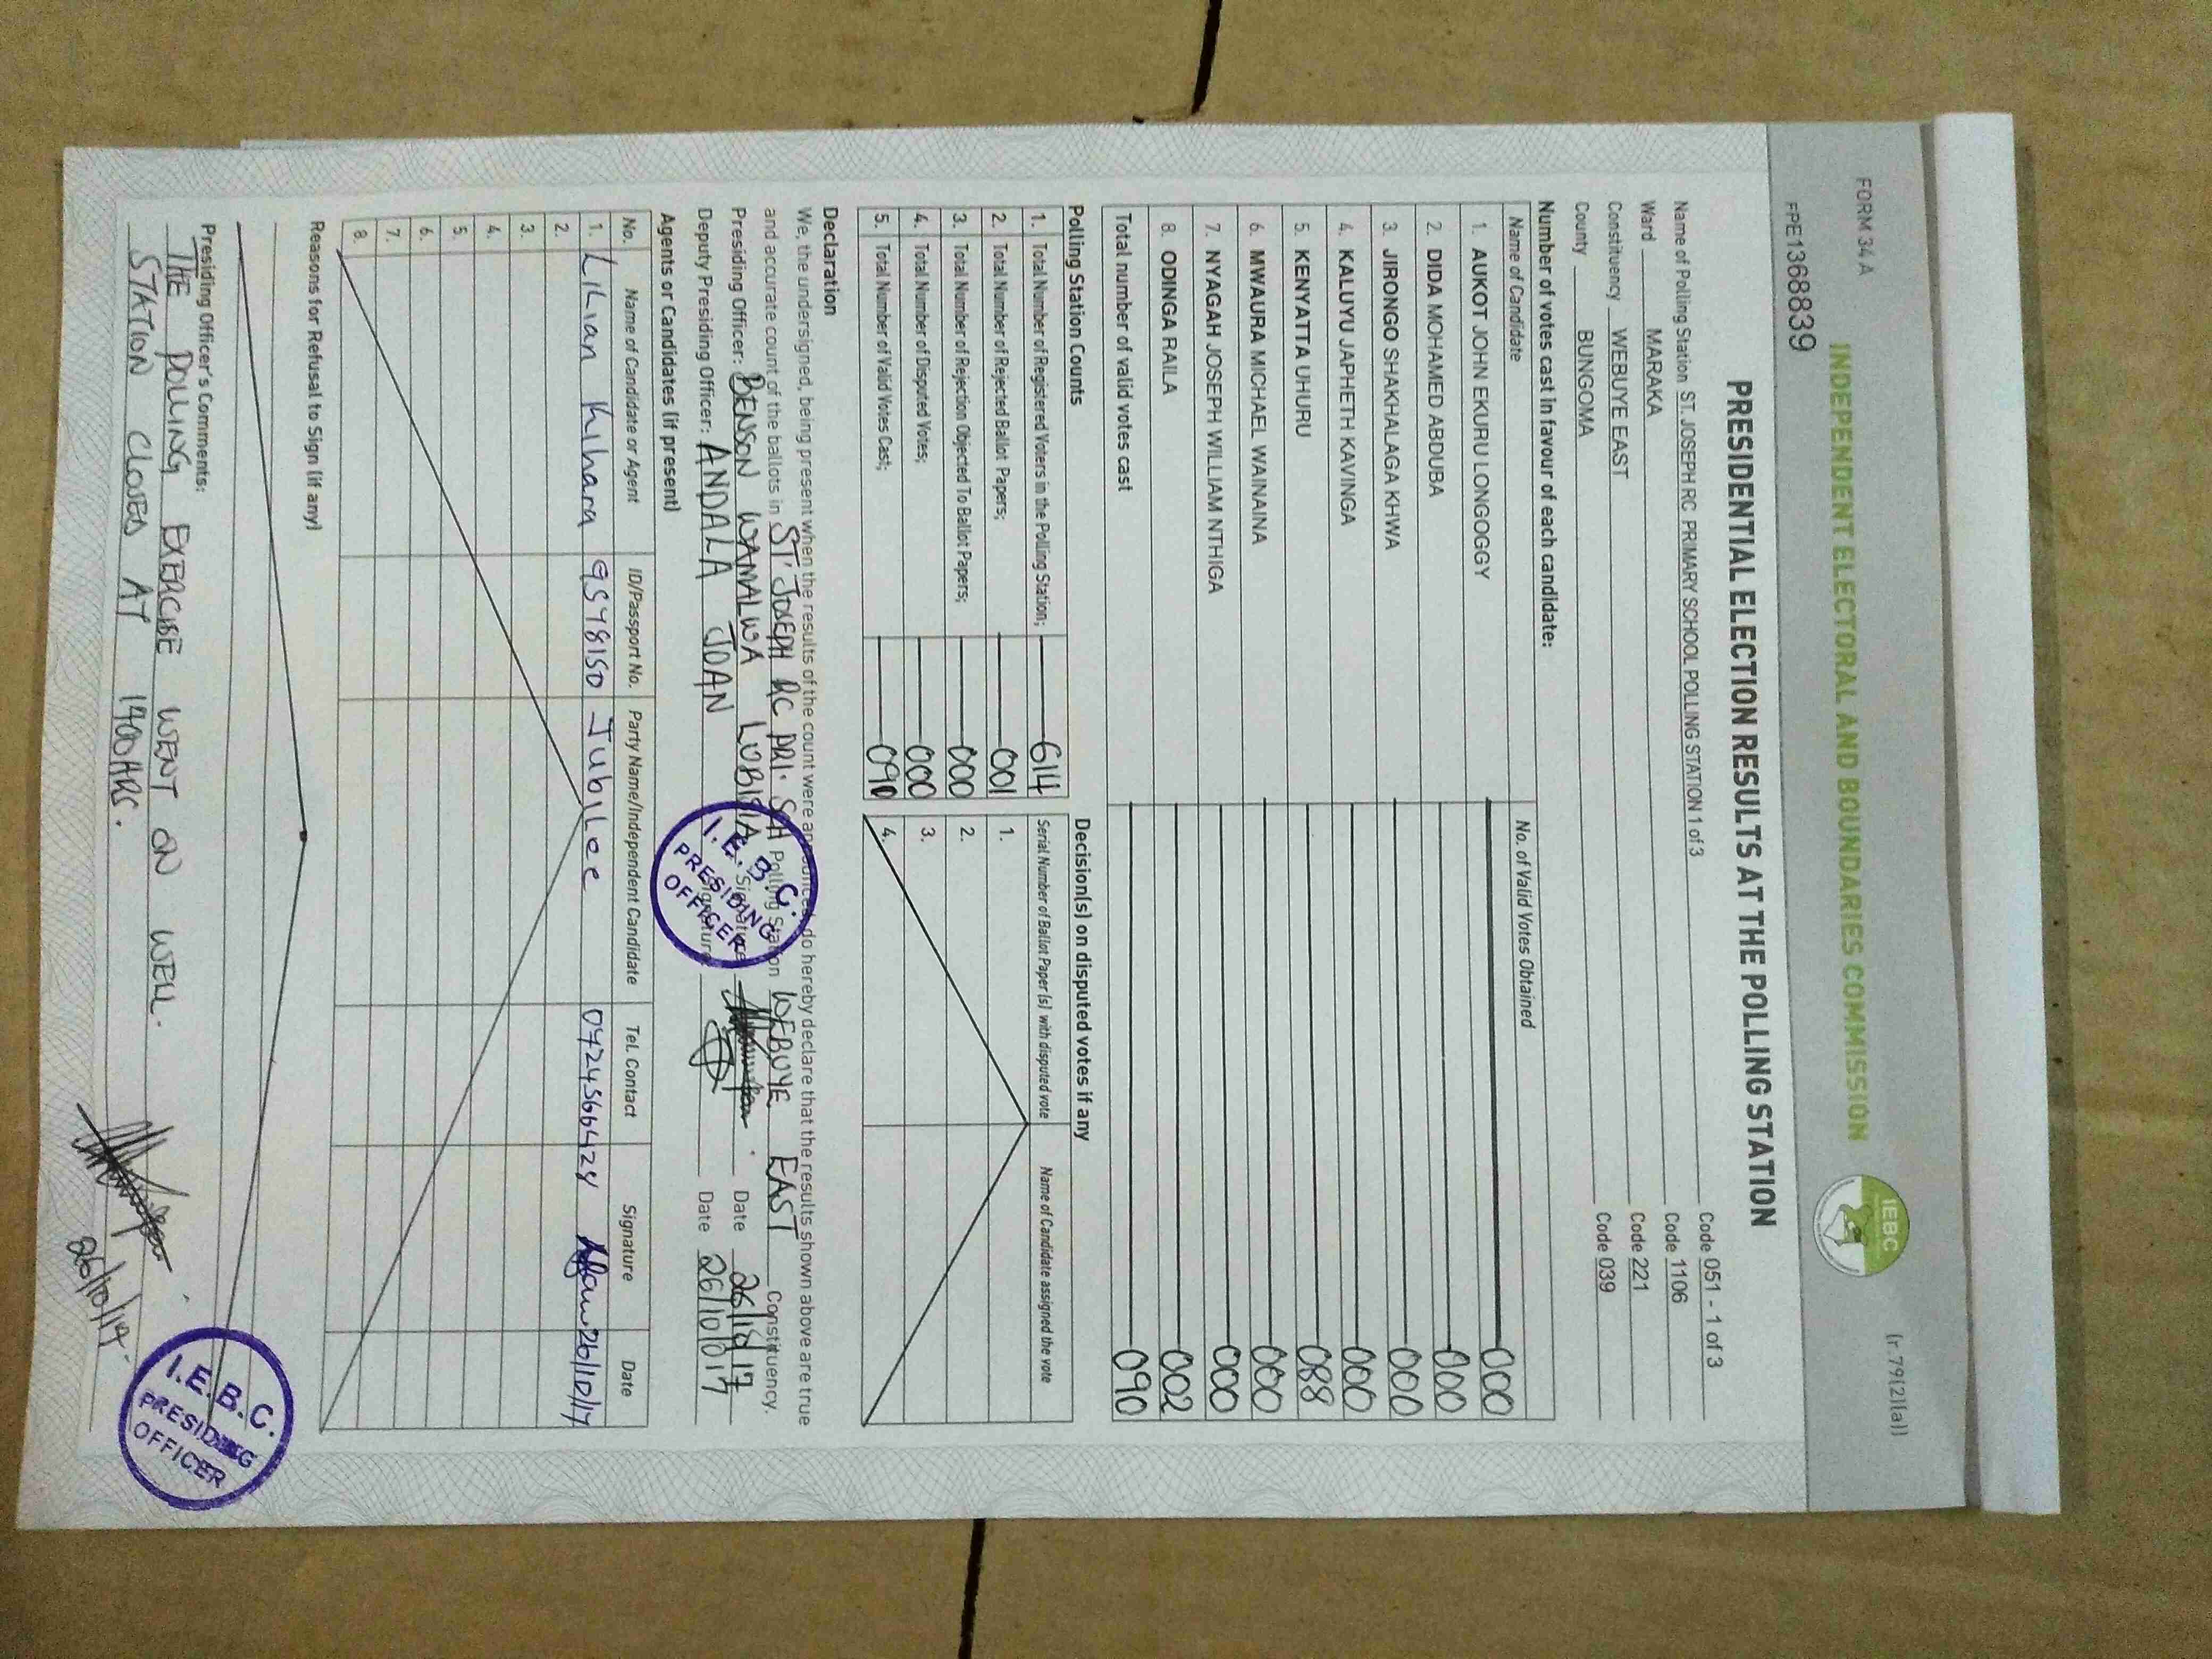 FORM 34A
(r.79(2)(a))
INDEPENDENT ELECTORAL AND BOUNDARIES COMMISSION
IEBC
FPE1368839
PRESIDENTIAL ELECTION RESULTS AT THE POLLING STATION
Name of Polling Station ST. JOSEPH RC PRIMARY SCHOOL POLLING STATION 1 of 3 Code 051 - 1 of 3
Ward MARAKA Code 1106
Constituency WEBUYE EAST Code 221
County BUNGOMA Code 039
Number of votes cast in favour of each candidate:
Name of Candidate No. of Valid Votes Obtained
1. AUKOT JOHN EKURU LONGOGGY 000
2. DIDA MOHAMED ABDUBA 000
3. JIRONGO SHAKHALAGA KHWA 000
4. KALUYU JAPHETH KAVINGA 000
5. KENYATTA UHURU 088
6. MWAURA MICHAEL WAINAINA 000
7. NYAGAH JOSEPH WILLIAM NTHIGA 000
8. ODINGA RAILA 002
Total number of valid votes cast 090
Polling Station Counts
1. Total Number of Registered Voters in the Polling Station; 614
2. Total Number of Rejected Ballot Papers; 001
3. Total Number of Rejection Objected To Ballot Papers; 000
4. Total Number of Disputed Votes; 000
5. Total Number of Valid Votes Cast; 090
Decision(s) on disputed votes if any
Serial Number of Ballot Paper (s) with disputed vote Name of Candidate assigned the vote
1.
2.
3.
4.
Declaration
We, the undersigned, being present when the results of the count were announced, do hereby declare that the results shown above are true
and accurate count of the ballots in ST. JOSEPH RC PRI. SCH Polling Station WEBUYE EAST Constituency.
Presiding Officer: BENSON WAMALWA LUBISIA Signature Date 26/10/17
Deputy Presiding Officer: ANDALA JOAN Signature Date 26/10/017
I.E.B.C.
PRESIDING
OFFICER
Agents or Candidates (if present)
No. Name of Candidate or Agent ID/Passport No. Party Name/Independent Candidate Tel. Contact Signature Date
1. Lilian Kihara 9578150 Jubilee 0724566428 26/10/17
2.
3.
4.
5.
6.
7.
8.
Reasons for Refusal to Sign (if any)
Presiding Officer's Comments:
THE POLLING EXERCISE WENT ON WELL.
STATION CLOSED AT 1400HRS.
26/10/17.
I.E.B.C.
PRESIDING
OFFICER